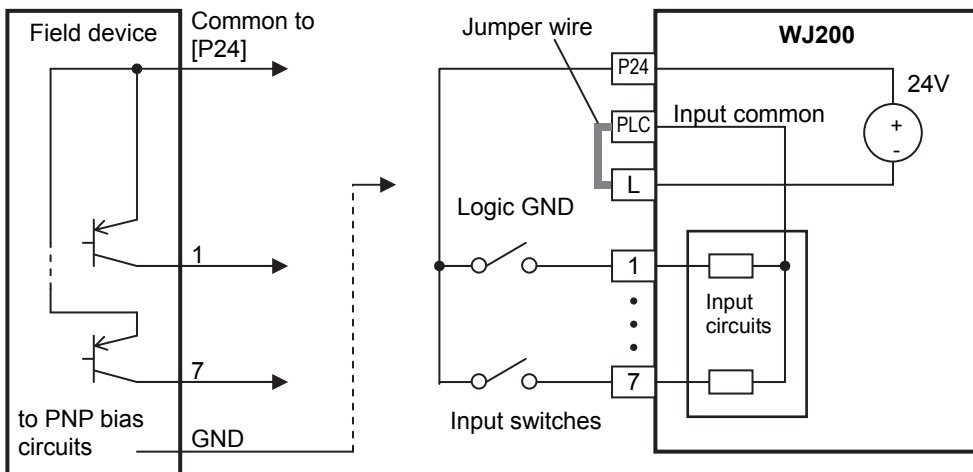 Field device
Common to
[P24]
1
7
to PNP bias
circuits
GND
Jumper wire
WJ200
P24
24V
PLC
Input common
+
-
L
Logic GND
1
Input
circuits
7
Input switches